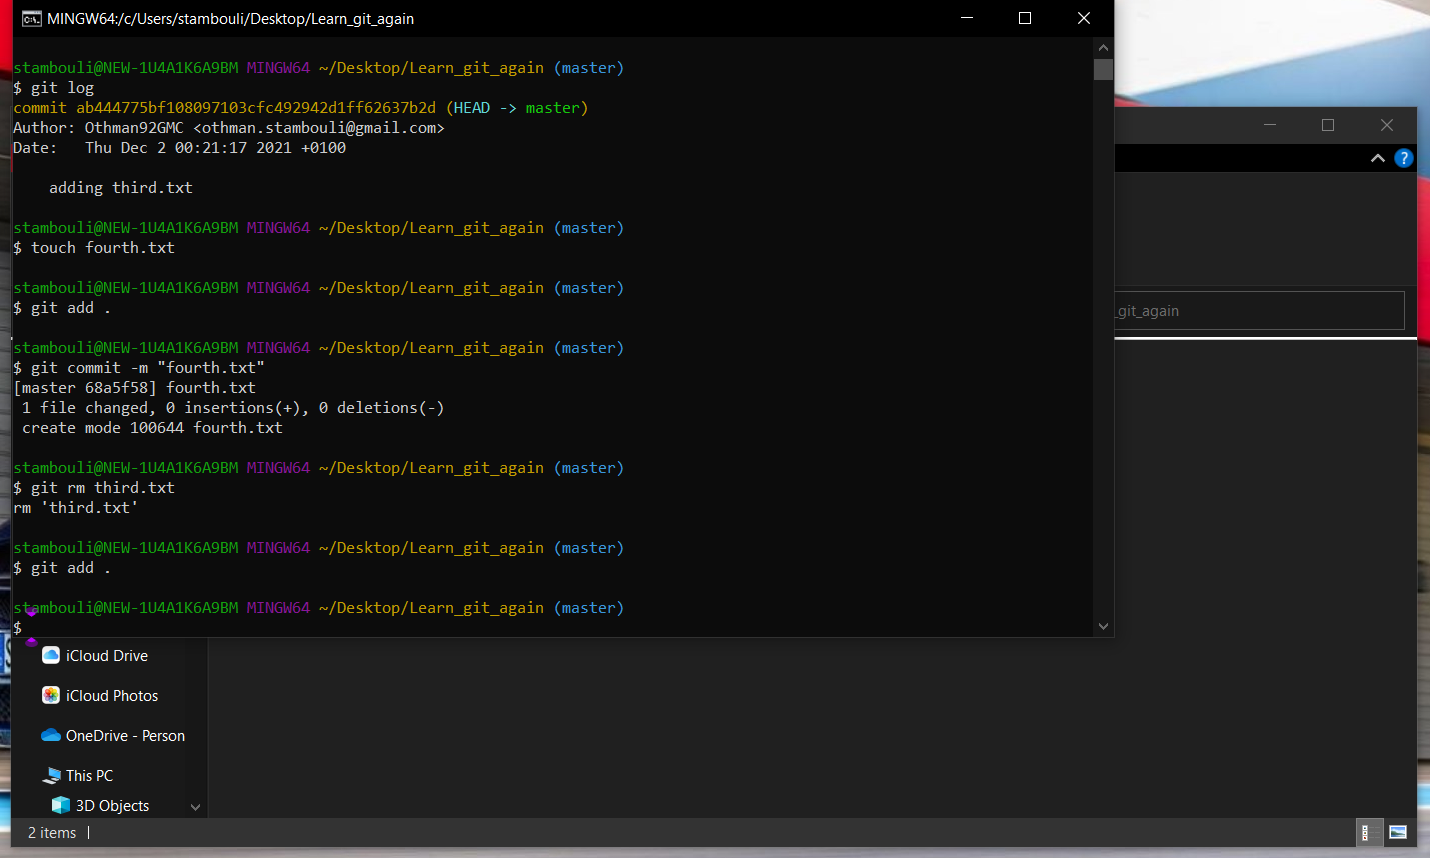 MINGW64:/c/Users/stambouli/Desktop/Learn_git_again
stambouli@NEW-1U4A1K6A9BM MINGW64 ~/Desktop/Learn_git_again (master)
$ git log
commit ab444775bf108097103cfc492942d1ff62637b2d (HEAD -> master)
Author: Othman92GMC <othman.stambouli@gmail.com>
Date:   Thu Dec 2 00:21:17 2021 +0100
    adding third.txt
stambouli@NEW-1U4A1K6A9BM MINGW64 ~/Desktop/Learn_git_again (master)
$ touch fourth.txt
stambouli@NEW-1U4A1K6A9BM MINGW64 ~/Desktop/Learn_git_again (master)
$ git add .
stambouli@NEW-1U4A1K6A9BM MINGW64 ~/Desktop/Learn_git_again (master)
$ git commit -m "fourth.txt"
[master 68a5f58] fourth.txt
 1 file changed, 0 insertions(+), 0 deletions(-)
 create mode 100644 fourth.txt
stambouli@NEW-1U4A1K6A9BM MINGW64 ~/Desktop/Learn_git_again (master)
$ git rm third.txt
rm 'third.txt'
stambouli@NEW-1U4A1K6A9BM MINGW64 ~/Desktop/Learn_git_again (master)
$ git add .
stambouli@NEW-1U4A1K6A9BM MINGW64 ~/Desktop/Learn_git_again (master)
$
_git_again
iCloud Drive
iCloud Photos
OneDrive - Person
This PC
3D Objects
2 items